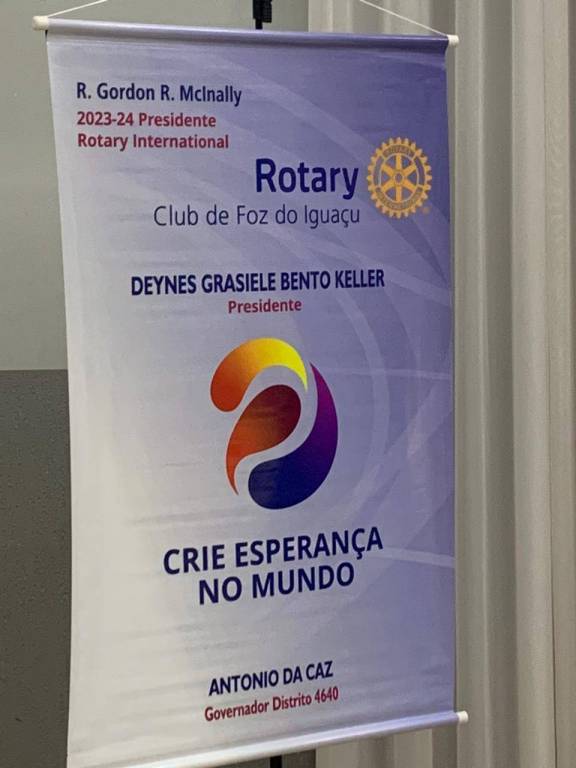 R. Gordon R. McInally
2023-24 Presidente
Rotary International
Rotary
Club de Foz do Iguaçu
DEYNES GRASIELE BENTO KELLER
Presidente
CRIE ESPERANÇA
NO MUNDO
ANTONIO DA CAZ
Governador Distrito 4640